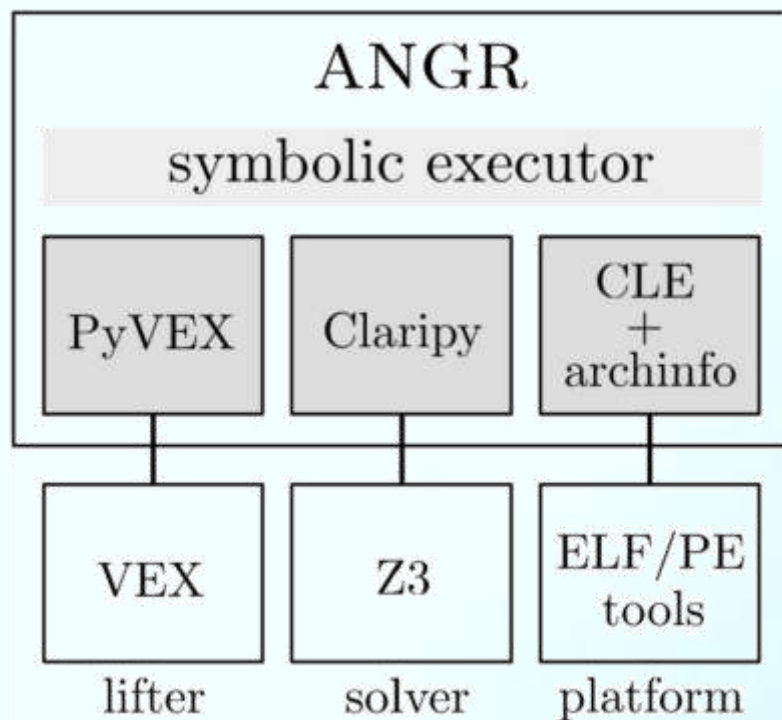 ANGR
symbolic executor
PyVEX
Claripy
CLE
+
archinfo
VEX
Z3
ELF/PE
tools
lifter
solver
platform